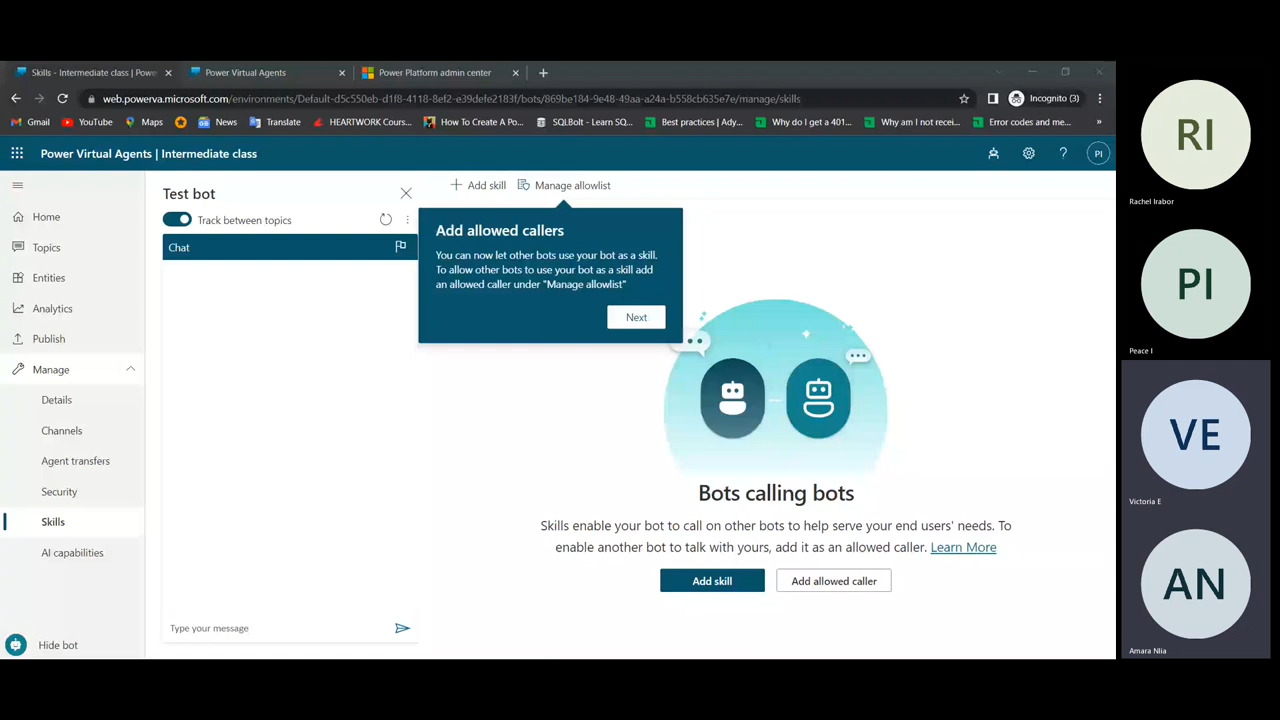 Skills - Intermediate class | Powe
Power Virtual Agents
Power Platform admin center
web.powerva.microsoft.com/environments/Default-d5c550eb-d1f8-4118-8ef2-e39defe2183f/bots/869be184-9e48-49aa-a24a-b558cb635e7e/manage/skills
Incognito (3)
Gmail
YouTube
Maps
News
Translate
HEARTWORK Cours...
How To Create A Po...
SQLBolt - Learn SQ...
Best practices | Ady...
Why do I get a 401...
Why am I not recei...
Error codes and me...
»
Power Virtual Agents | Intermediate class
PI
Home
Topics
Entities
Analytics
Publish
Manage
Details
Channels
Agent transfers
Security
Skills
AI capabilities
Hide bot
Test bot
Track between topics
Chat
Type your message
Add skill
Manage allowlist
Add allowed callers
You can now let other bots use your bot as a skill.
To allow other bots to use your bot as a skill add
an allowed caller under "Manage allowlist"
Next
Bots calling bots
Skills enable your bot to call on other bots to help serve your end users' needs. To
enable another bot to talk with yours, add it as an allowed caller. Learn More
Add skill
Add allowed caller
RI
Rachel Irabor
PI
Peace I
VE
Victoria E
AN
Amara Nlia